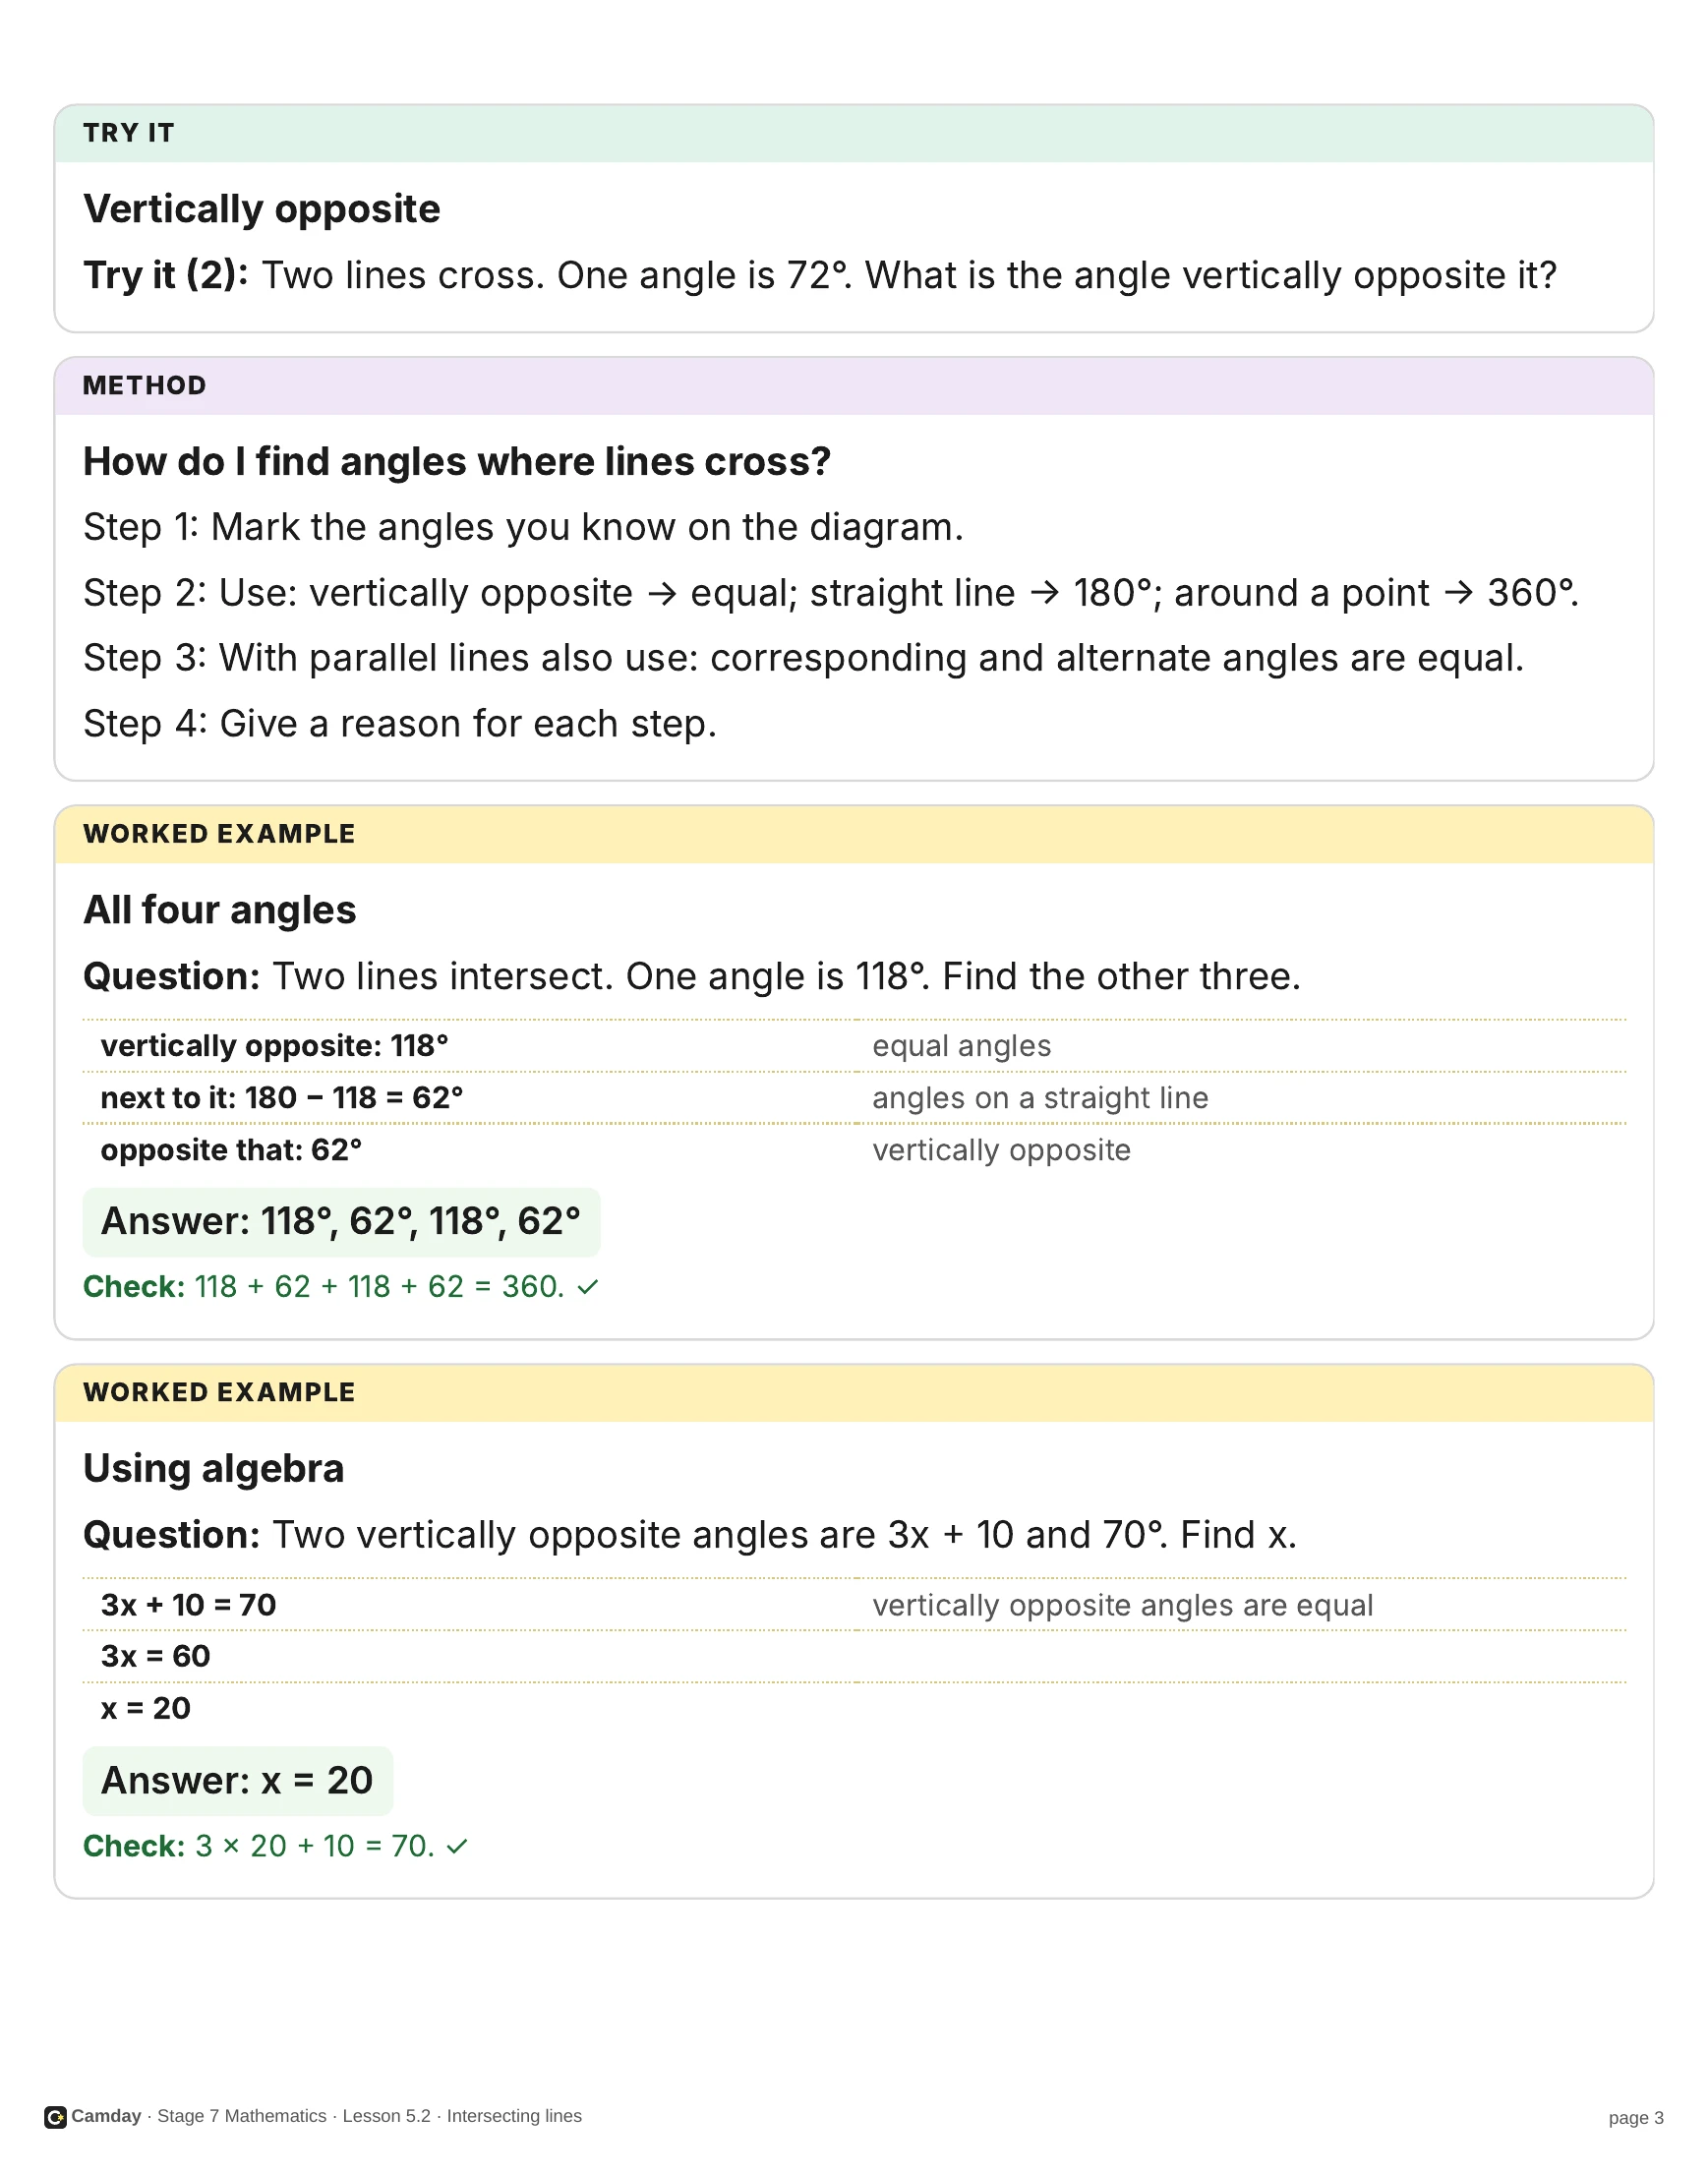 TRY IT
Vertically opposite
Try it (2): Two lines cross. One angle is 72°. What is the angle vertically opposite it?
METHOD
How do I find angles where lines cross?
Step 1: Mark the angles you know on the diagram.
Step 2: Use: vertically opposite → equal; straight line → 180°; around a point → 360°.
Step 3: With parallel lines also use: corresponding and alternate angles are equal.
Step 4: Give a reason for each step.
WORKED EXAMPLE
All four angles
Question: Two lines intersect. One angle is 118°. Find the other three.
vertically opposite: 118° equal angles
next to it: 180 − 118 = 62° angles on a straight line
opposite that: 62° vertically opposite
Answer: 118°, 62°, 118°, 62°
Check: 118 + 62 + 118 + 62 = 360. ✓
WORKED EXAMPLE
Using algebra
Question: Two vertically opposite angles are 3x + 10 and 70°. Find x.
3x + 10 = 70 vertically opposite angles are equal
3x = 60
x = 20
Answer: x = 20
Check: 3 × 20 + 10 = 70. ✓
Camday · Stage 7 Mathematics · Lesson 5.2 · Intersecting lines page 3